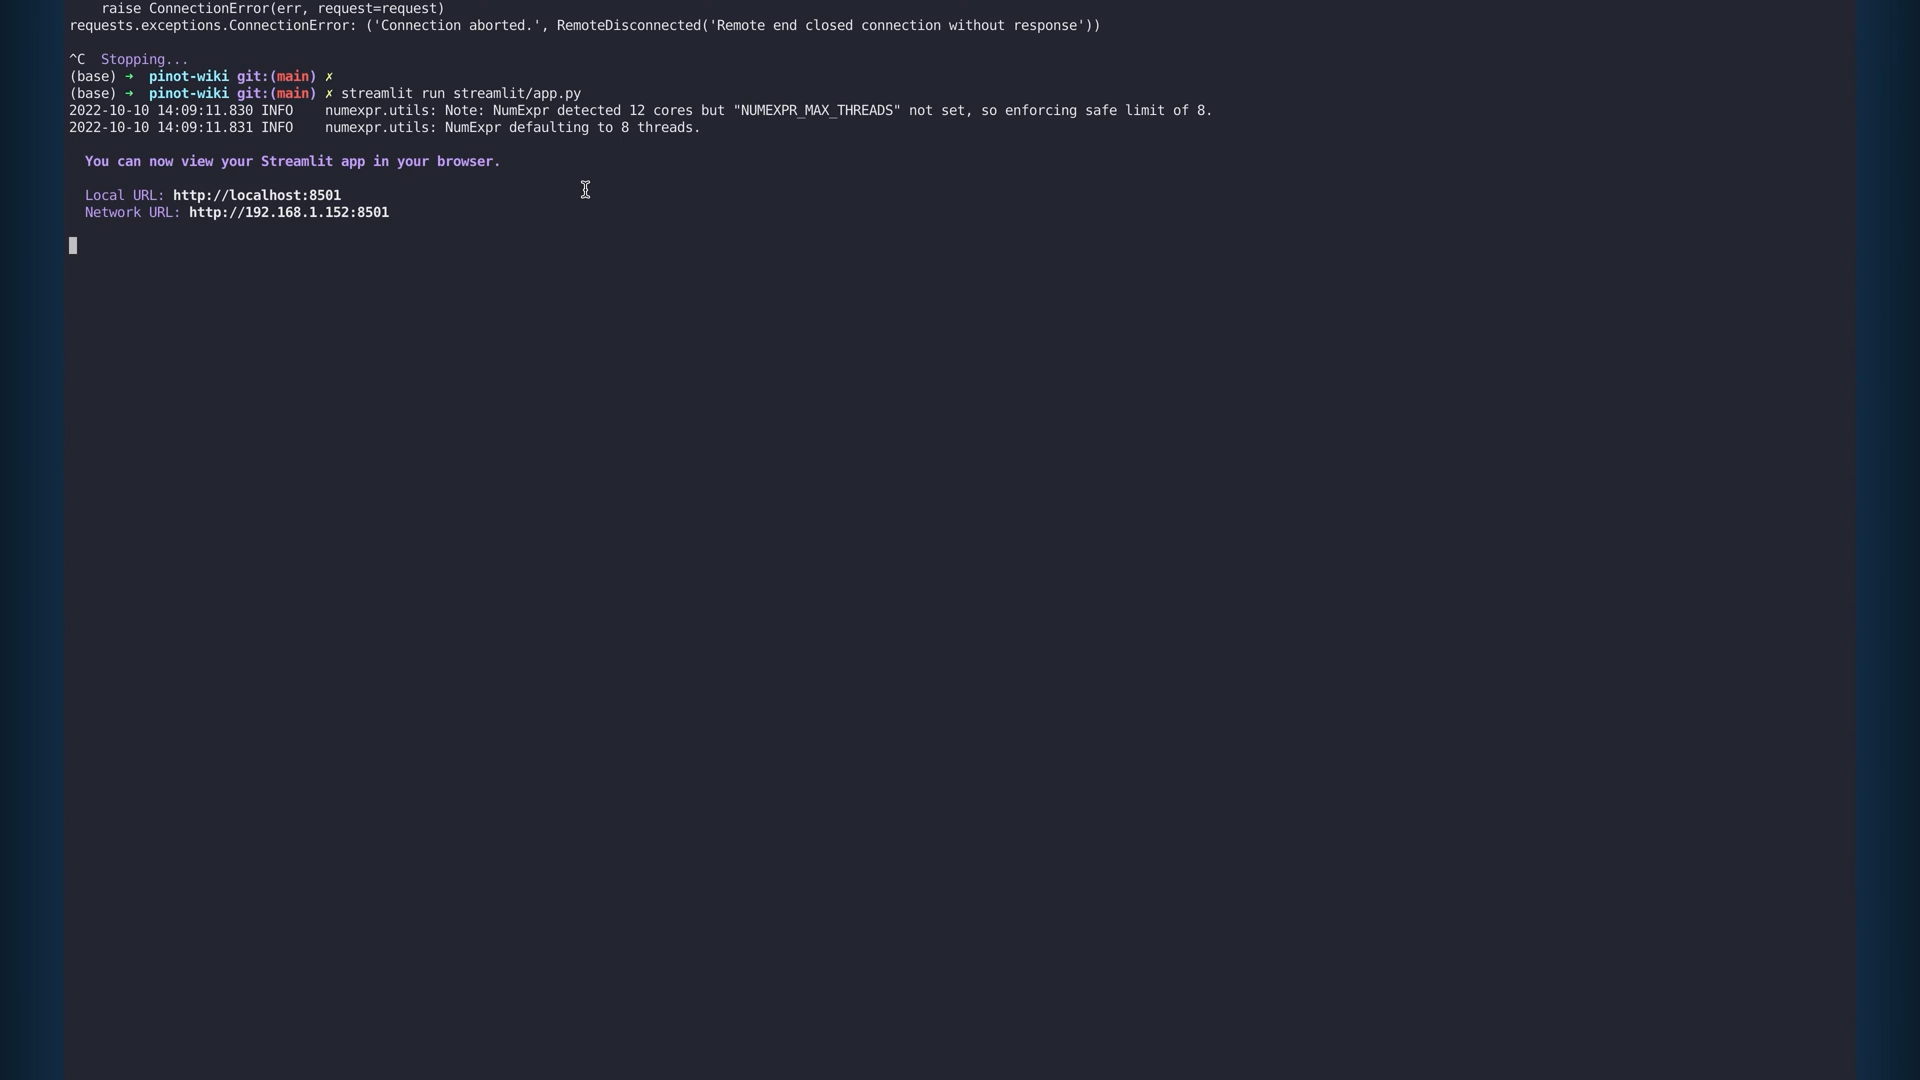 raise ConnectionError(err, request=request)
requests.exceptions.ConnectionError: ('Connection aborted.', RemoteDisconnected('Remote end closed connection without response'))
^C  Stopping...
(base) ➜  pinot-wiki git:(main) ✗
(base) ➜  pinot-wiki git:(main) ✗ streamlit run streamlit/app.py
2022-10-10 14:09:11.830 INFO    numexpr.utils: Note: NumExpr detected 12 cores but "NUMEXPR_MAX_THREADS" not set, so enforcing safe limit of 8.
2022-10-10 14:09:11.831 INFO    numexpr.utils: NumExpr defaulting to 8 threads.
You can now view your Streamlit app in your browser.
Local URL: http://localhost:8501
Network URL: http://192.168.1.152:8501